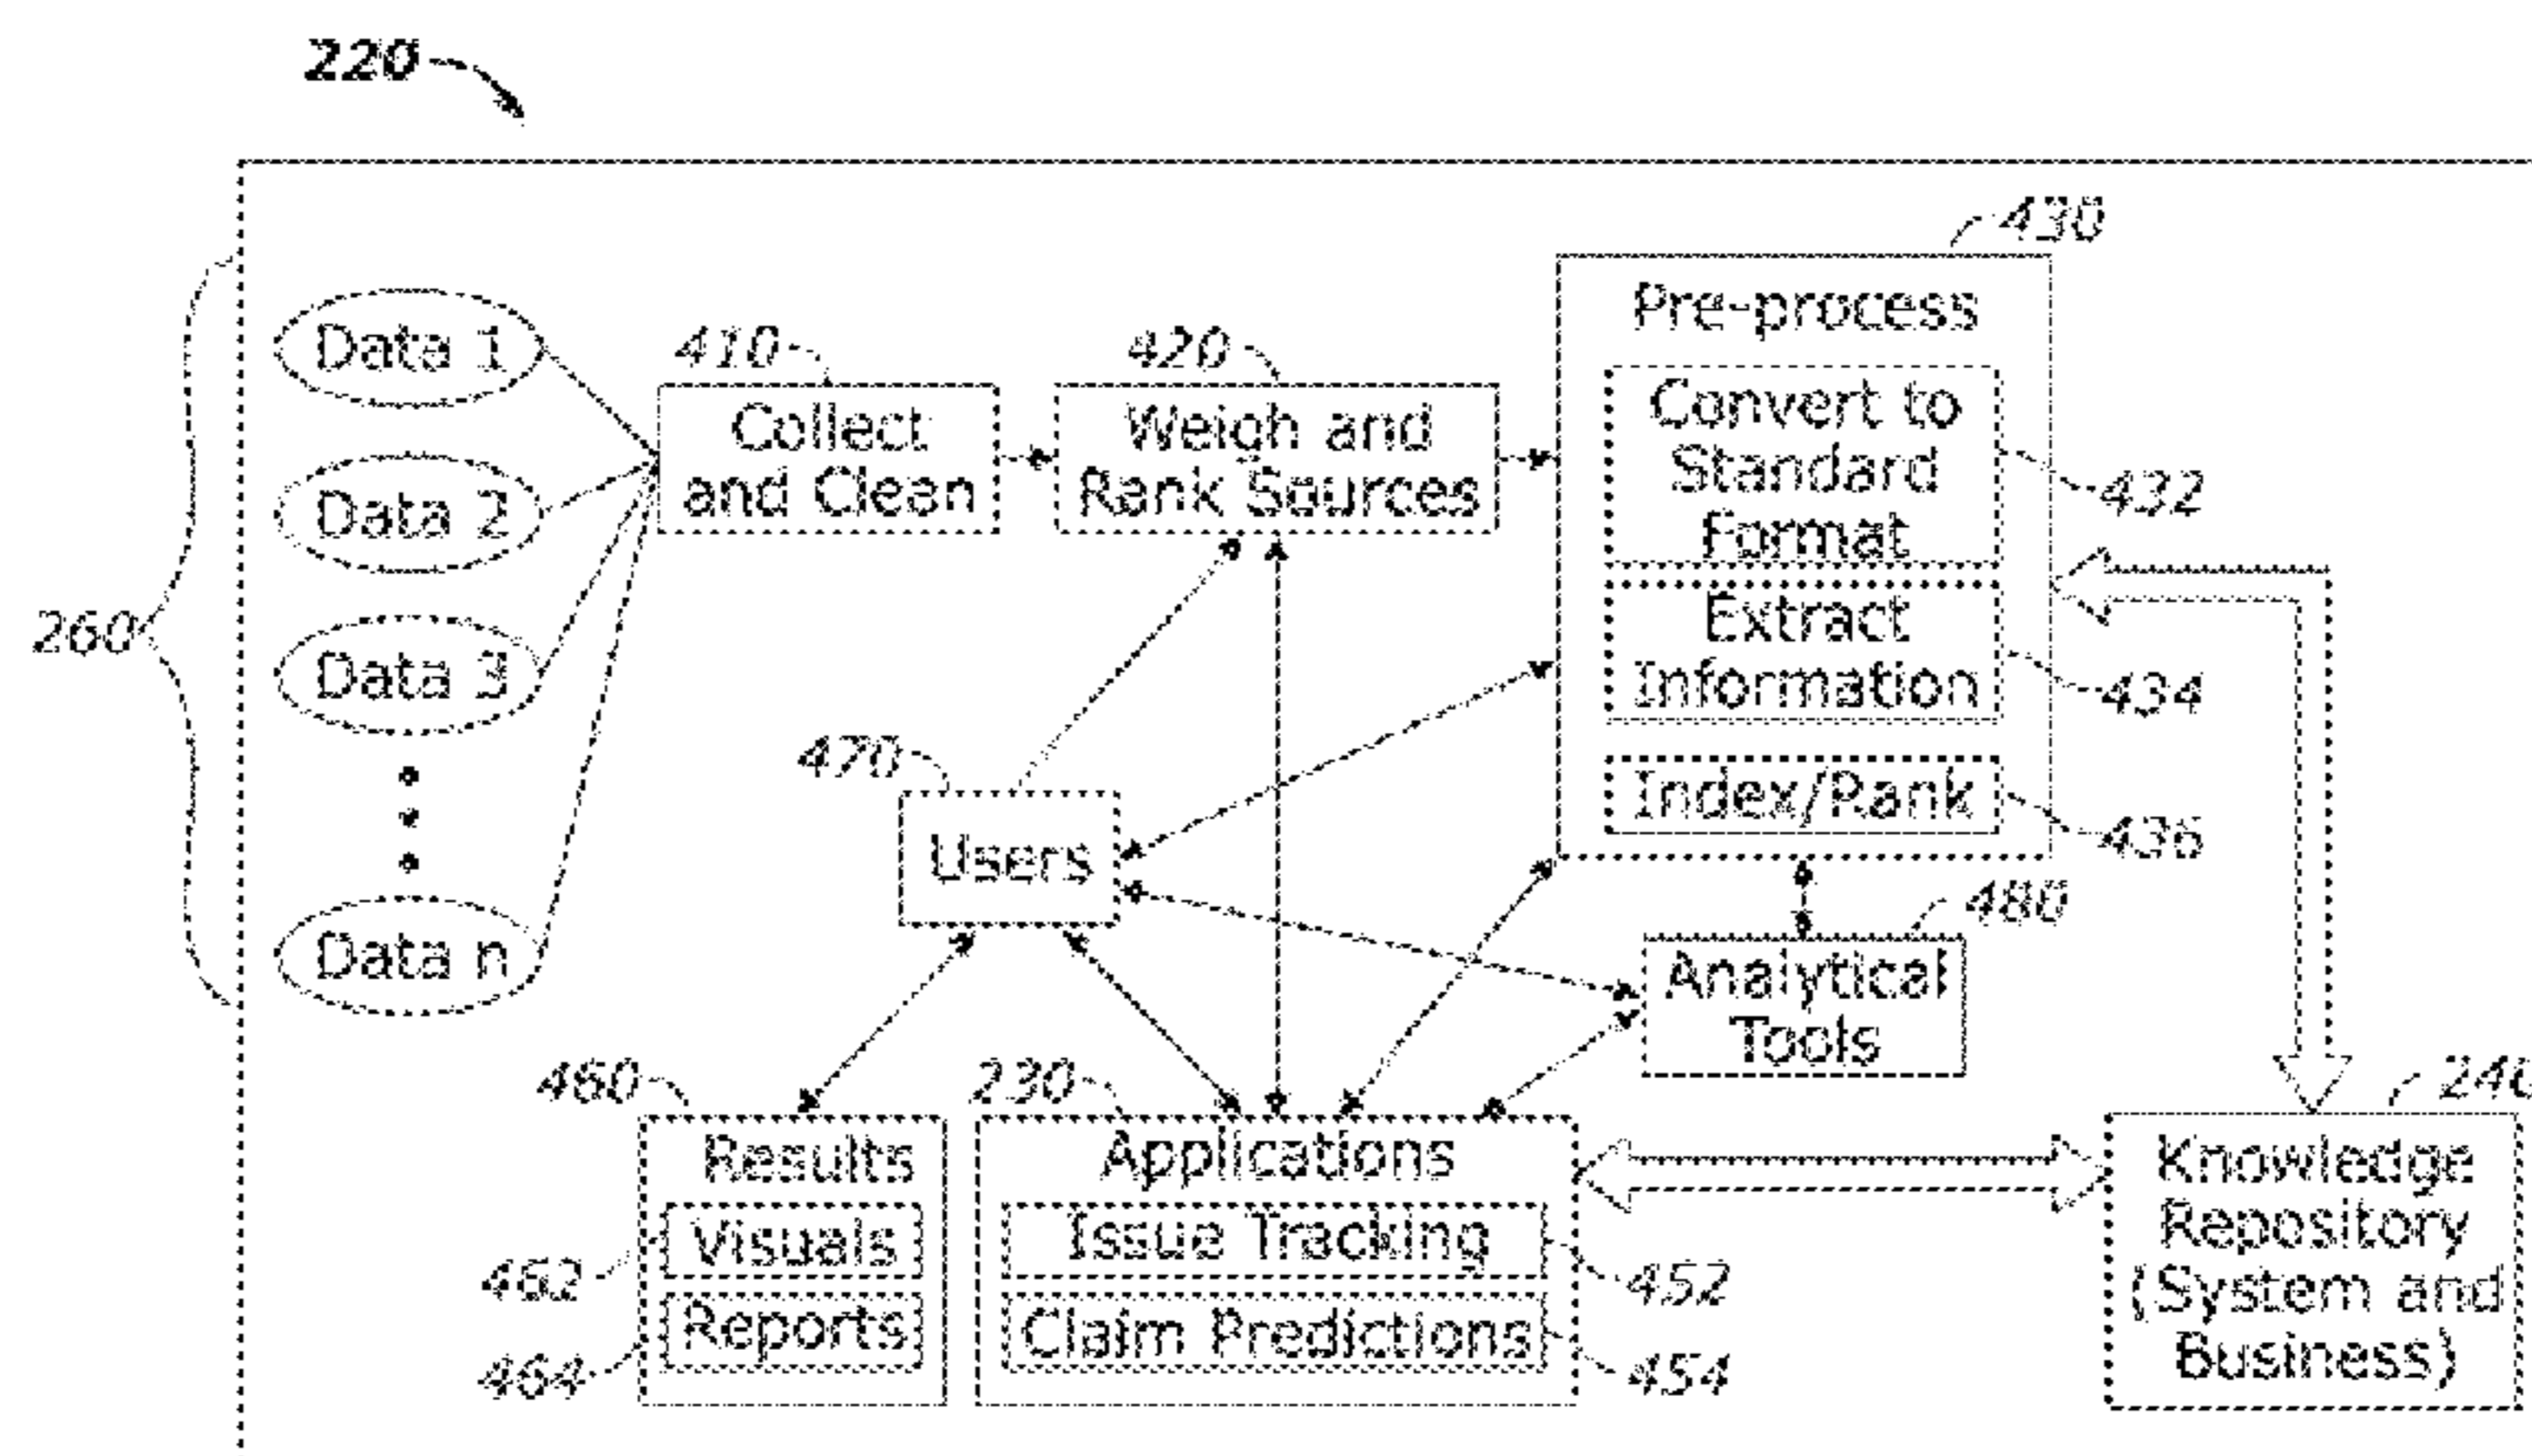 220
430
Pre-process
Data 1
410
420
Convert to
Standard
Format
Collect
and Clean
Weigh and
Rank Sources
432
Data 2
260
Extract
Information
Data 3
434
470
Index/Rank
436
Users
480
Data n
Analytical
Tools
460
230
Results
Applications
Knowledge
Repository
(System and
Business)
Visuals
Issue Tracking
462
452
Reports
Claim Predictions
464
454